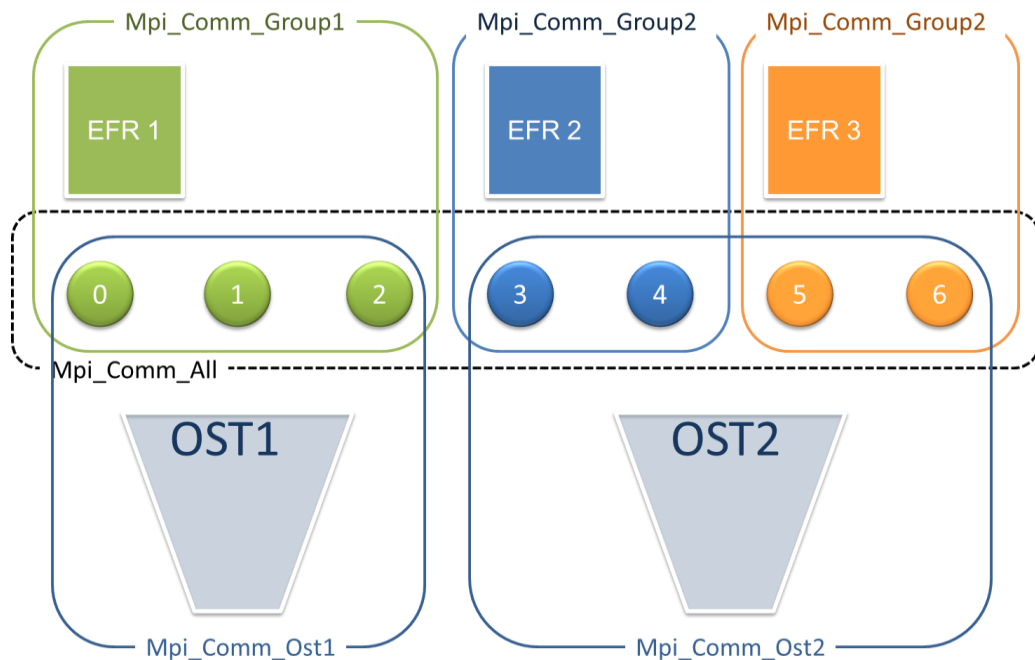 Mpi_Comm_Group1
Mpi_Comm_Group2
Mpi_Comm_Group2
EFR 1
EFR 2
EFR 3
0
1
2
3
4
5
6
Mpi_Comm_All
OST1
OST2
Mpi_Comm_Ost1
Mpi_Comm_Ost2